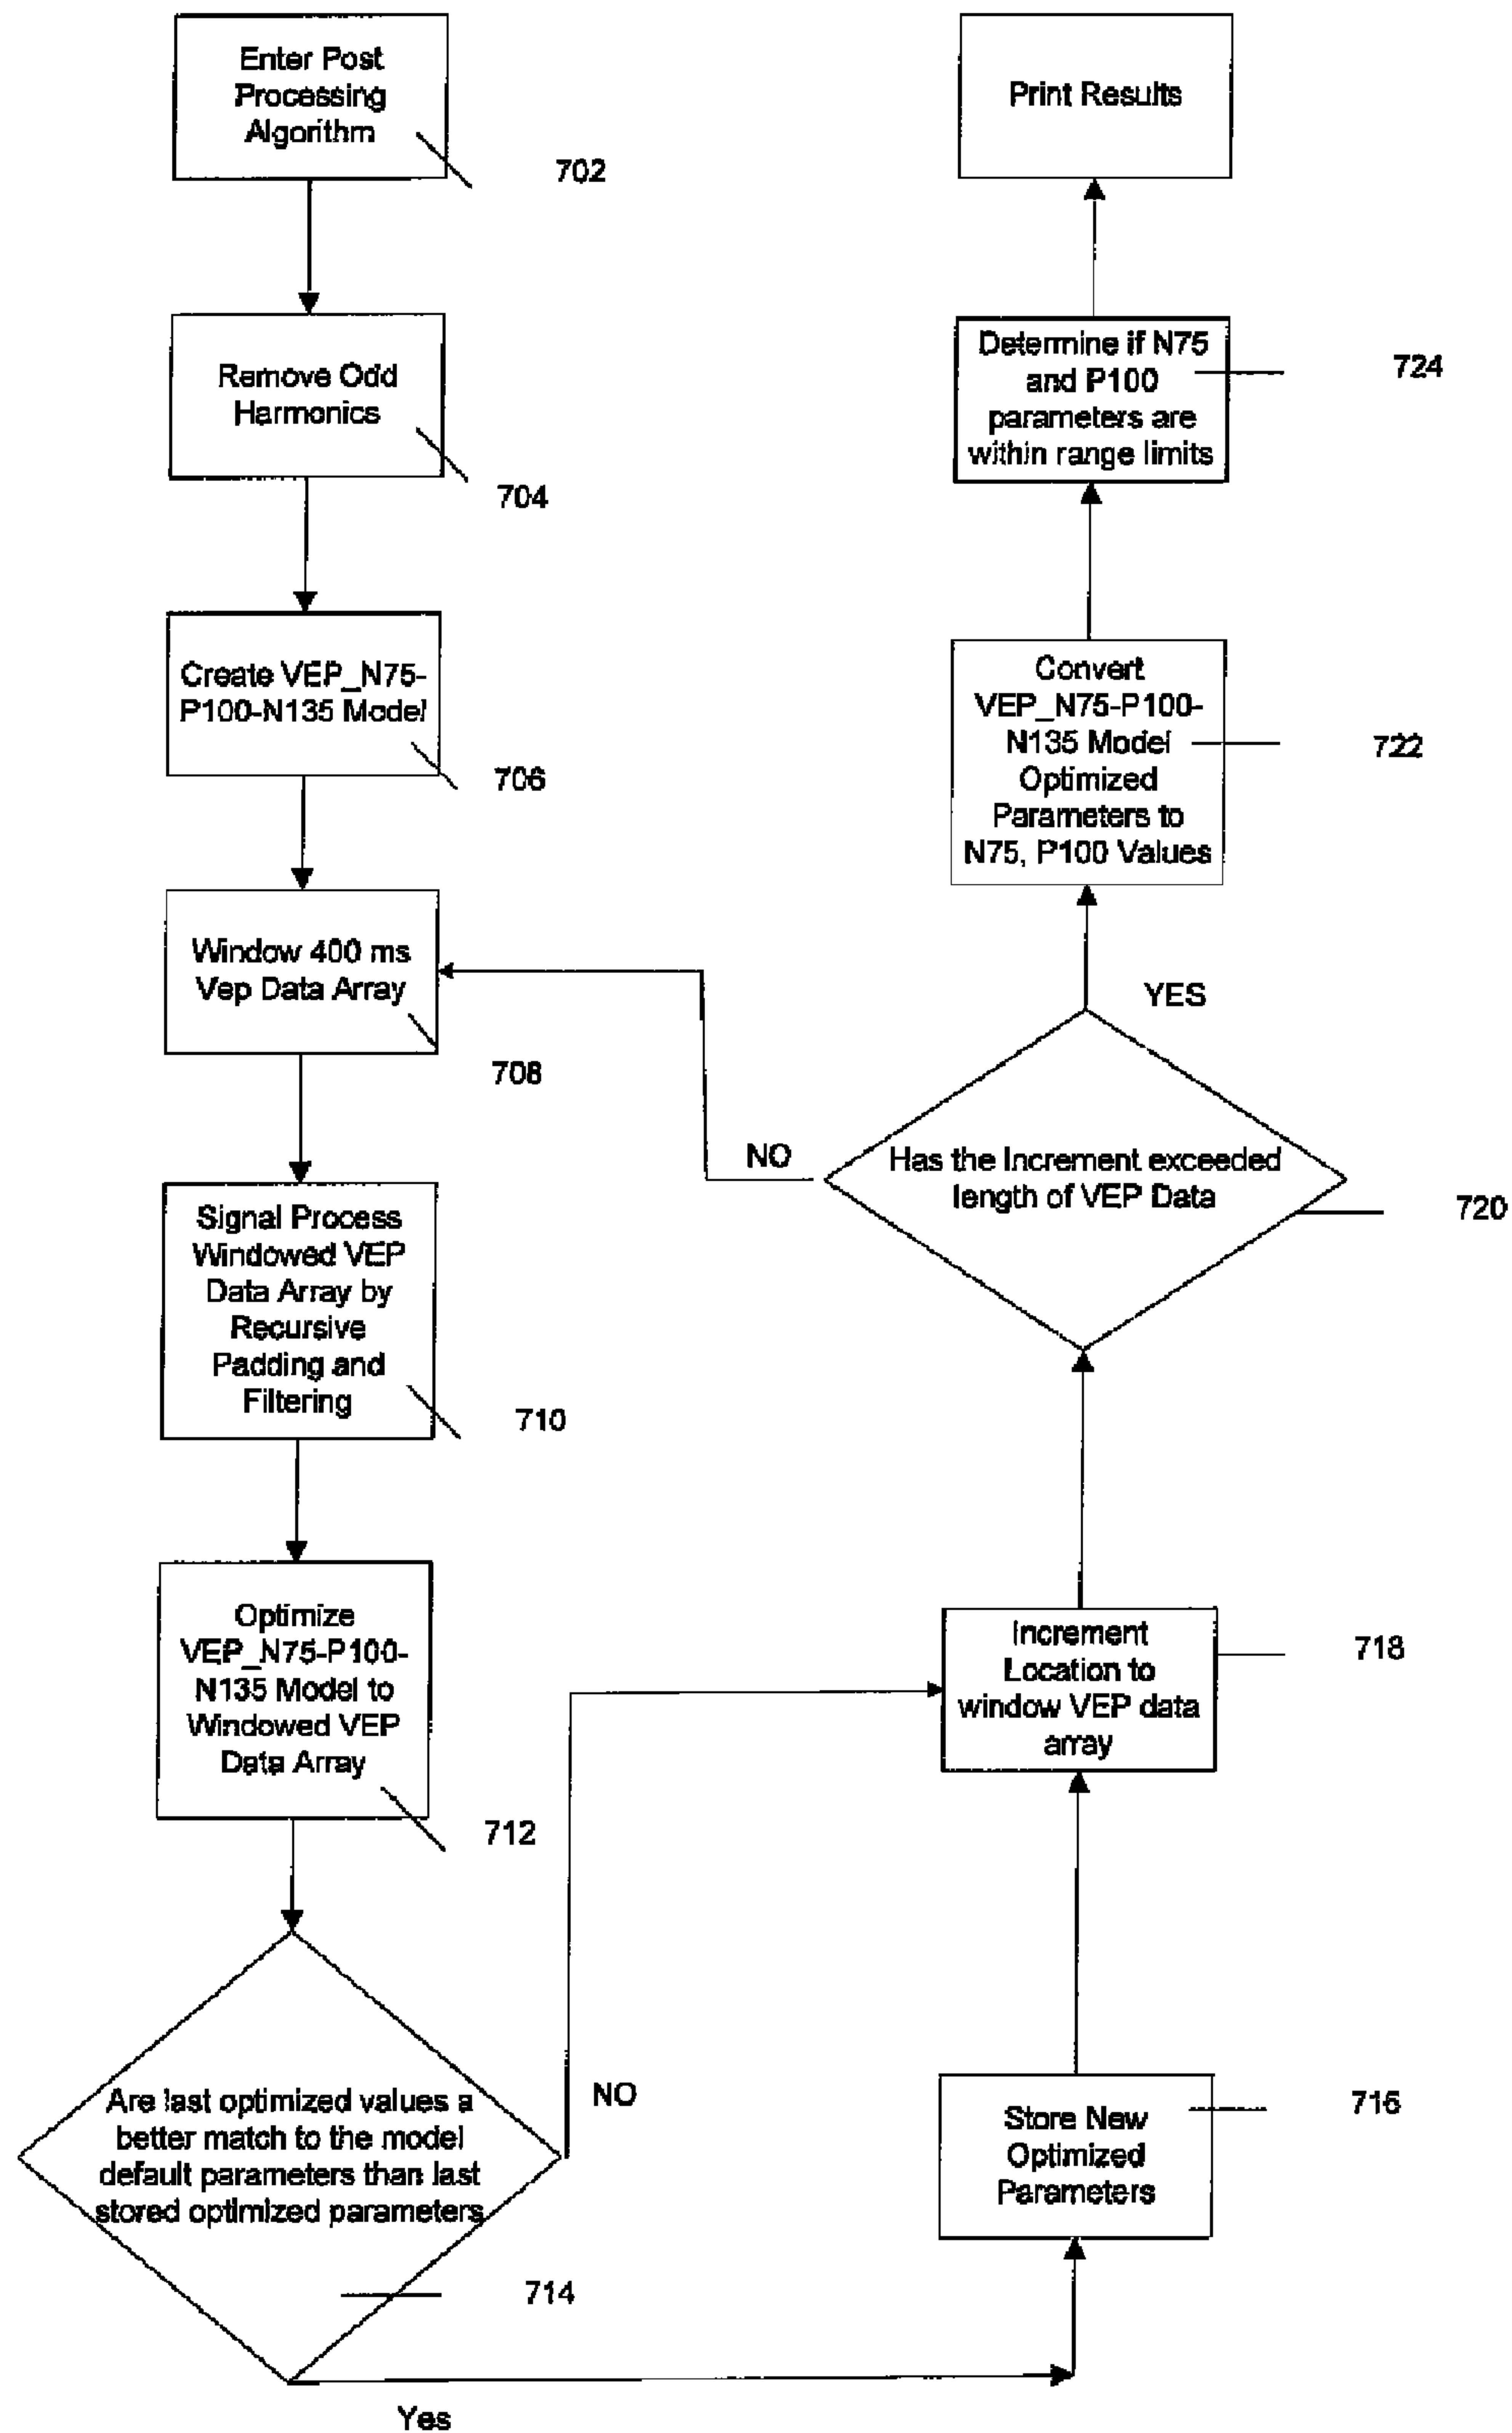 Enter Post
Processing
Algorithm
702
Remove Odd
Harmonics
704
Create VEP_N75-
P100-N135 Model
706
Window 400 ms
Vep Data Array
708
Signal Process
Windowed VEP
Data Array by
Recursive
Padding and
Filtering
710
Optimize
VEP_N75-P100-
N135 Model to
Windowed VEP
Data Array
712
Are last optimized values a
better match to the model
default parameters than last
stored optimized parameters
714
NO
Yes
Store New
Optimized
Parameters
716
Increment
Location to
window VEP data
array
718
Has the Increment exceeded
length of VEP Data
720
NO
YES
Convert
VEP_N75-P100-
N135 Model
Optimized
Parameters to
N75, P100 Values
722
Determine if N75
and P100
parameters are
within range limits
724
Print Results